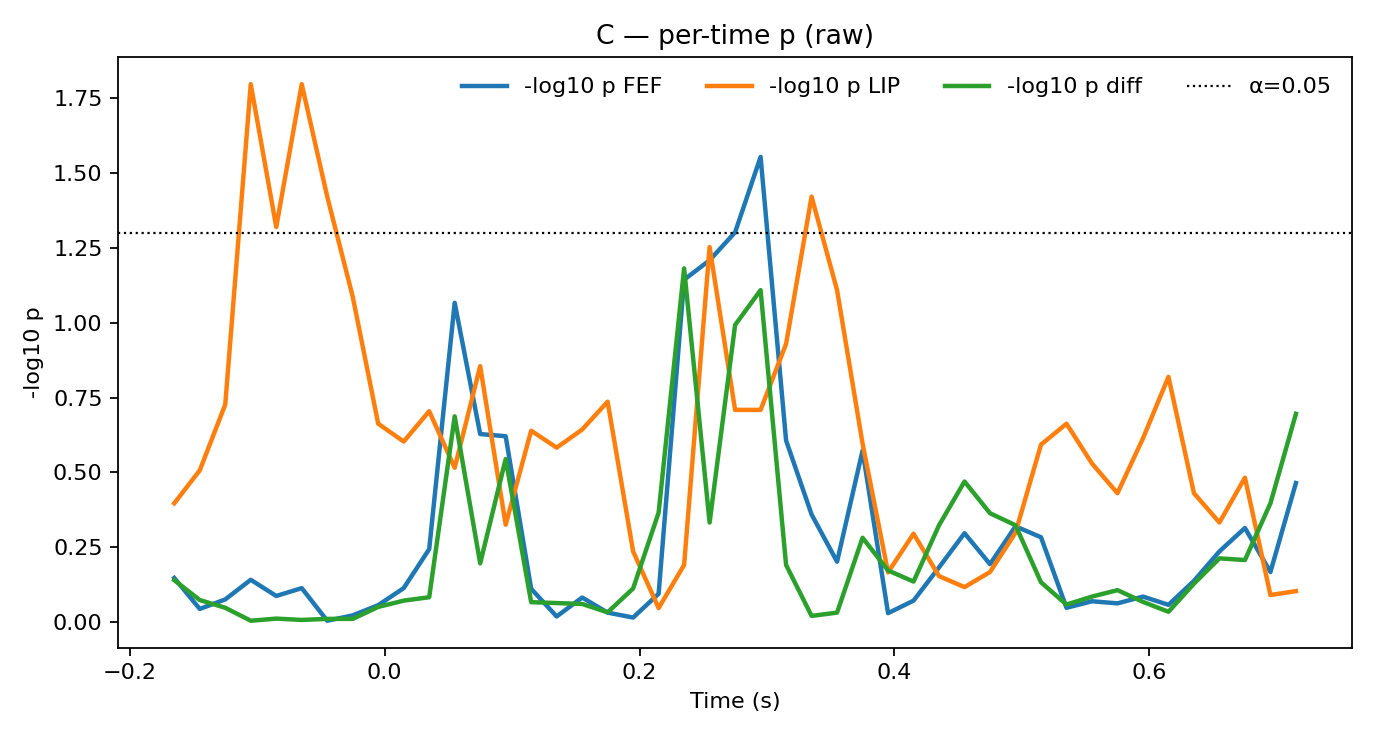 C — per-time p (raw)
-log10 p FEF -log10 p LIP -log10 p diff α=0.05
1.75
1.50
1.25
1.00
0.75
0.50
0.25
0.00
-log10 p
−0.2 0.0 0.2 0.4 0.6
Time (s)